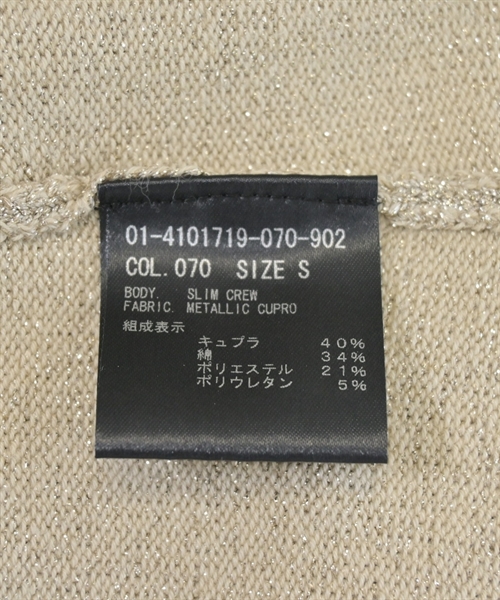 01-4101719-070-902
COL.070 SIZE S
BODY. SLIM CREW
FABRIC. METALLIC CUPRO
組成表示
キュプラ 40%
綿 34%
ポリエステル 21%
ポリウレタン 5%